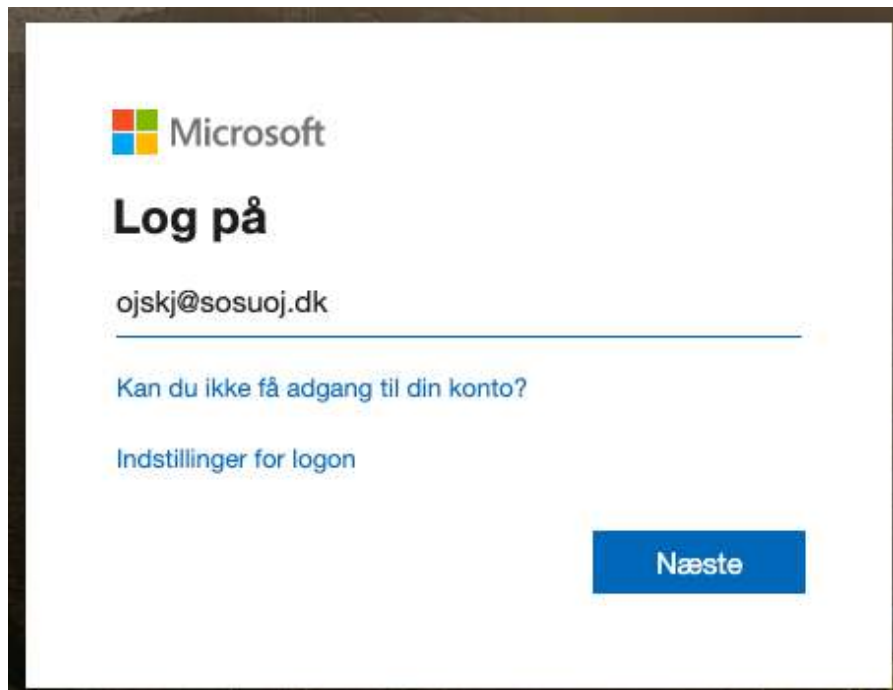 Microsoft
Log på
ojskj@sosuoj.dk
Kan du ikke få adgang til din konto?
Indstillinger for logon
Næste